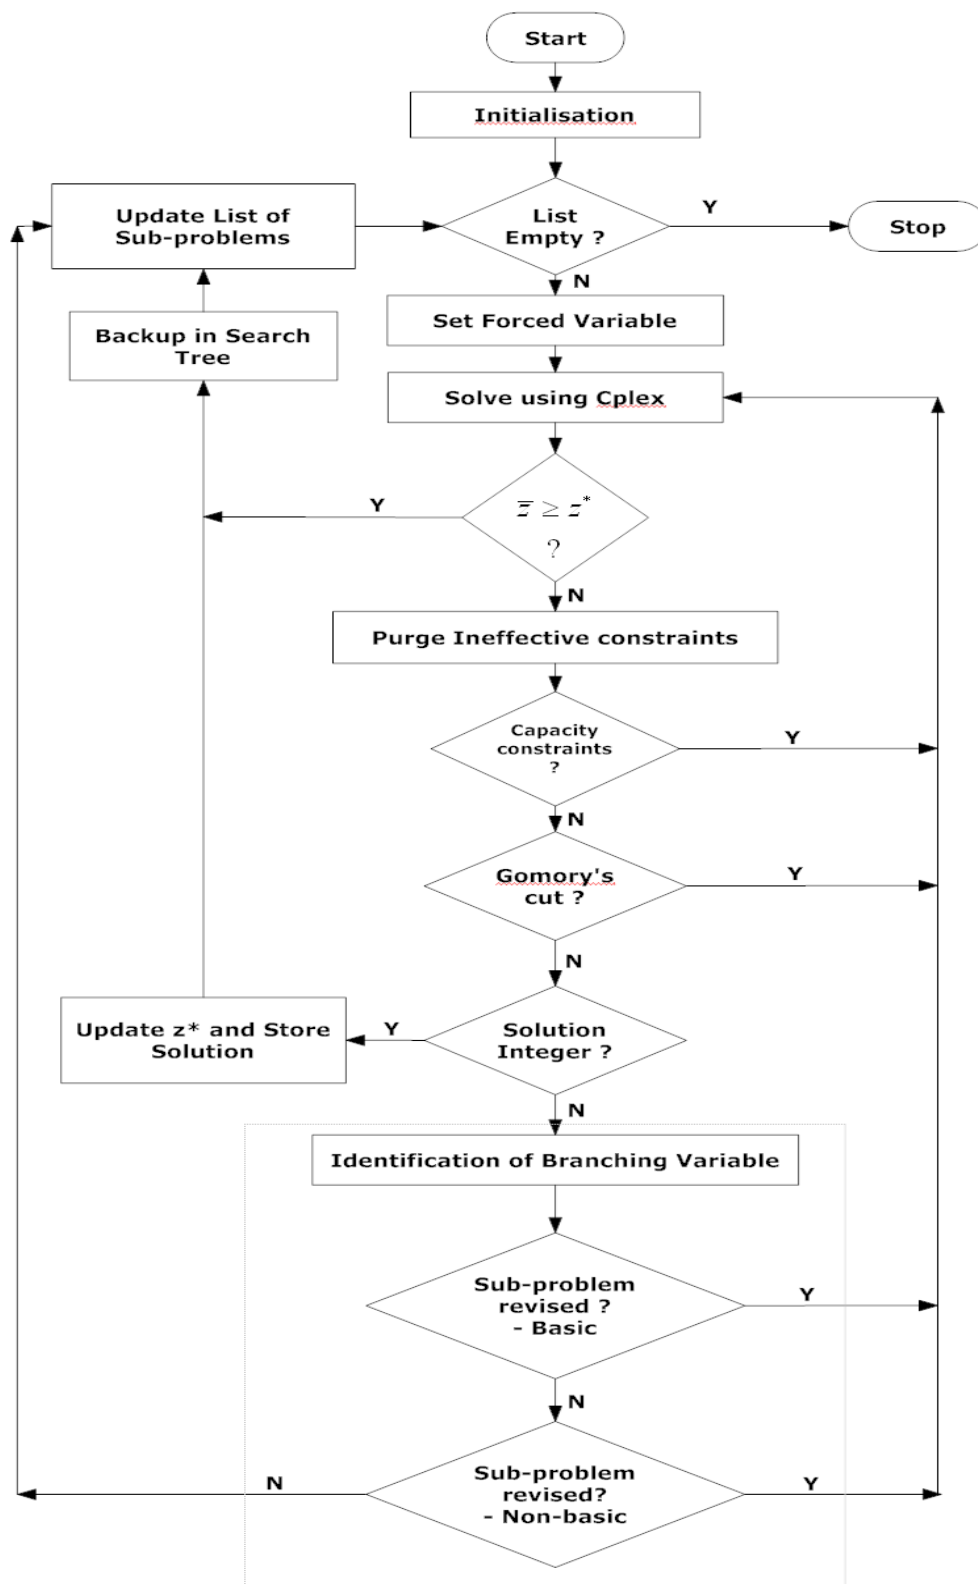 Start
Initialisation
Update List of
Sub-problems
List
Empty ?
Y
Stop
N
Backup in Search
Tree
Set Forced Variable
Solve using Cplex
Y
z̅ ≥ z*
?
N
Purge Ineffective constraints
Capacity
constraints
?
Y
N
Gomory's
cut ?
Y
N
Update z* and Store
Solution
Y
Solution
Integer ?
N
Identification of Branching Variable
Sub-problem
revised ?
- Basic
Y
N
N
Sub-problem
revised?
- Non-basic
Y